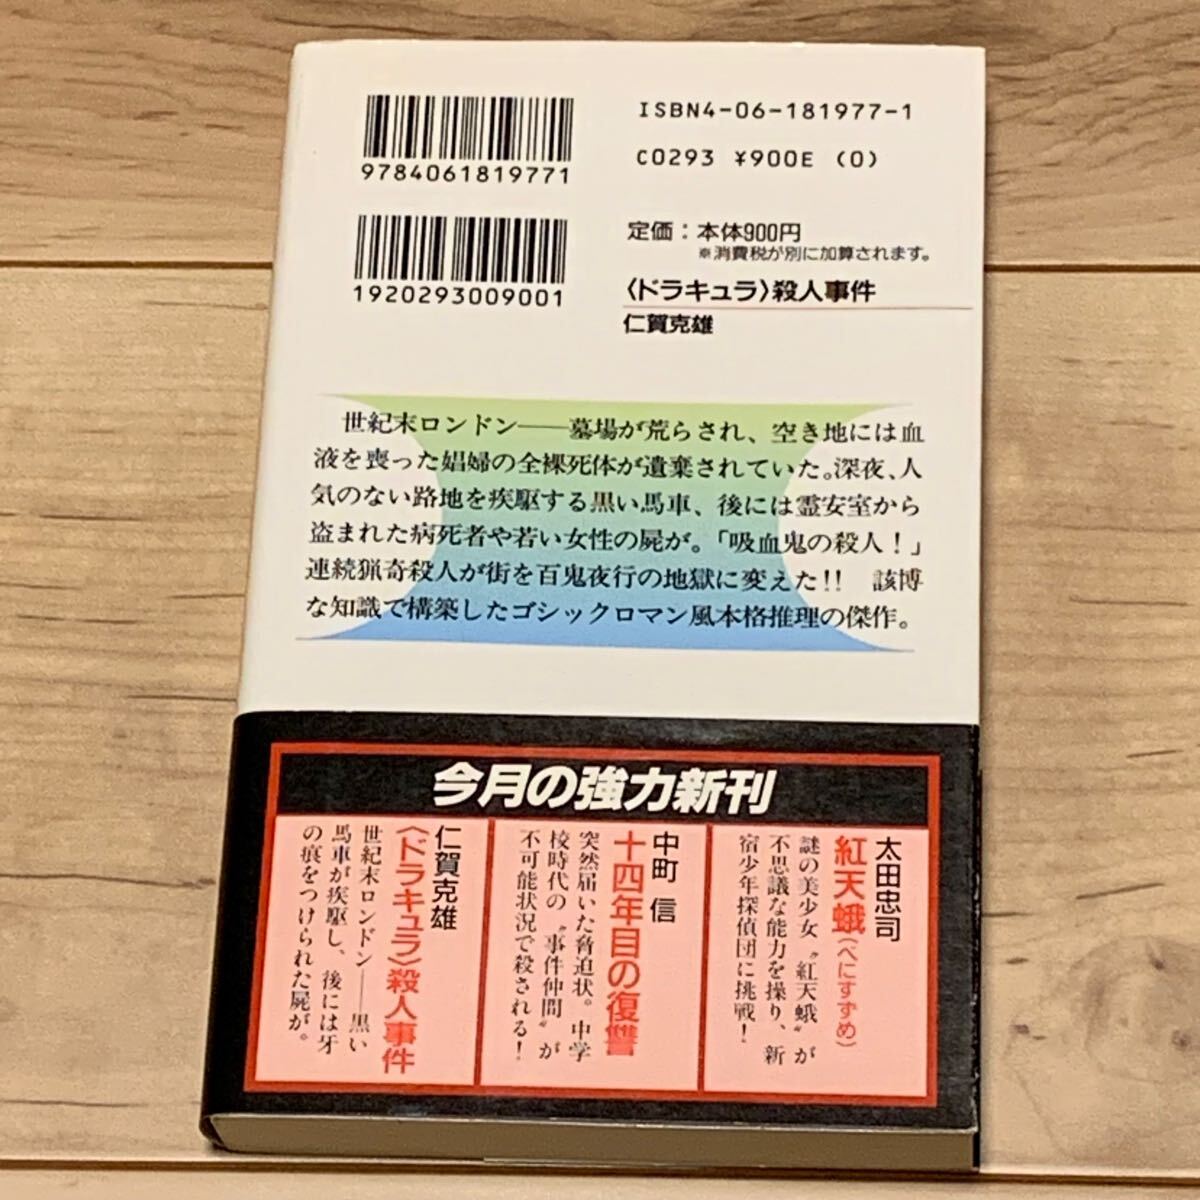 9784061819771
1920293009001
ISBN4-06-181977-1
C0293 ¥900E (0)
定価：本体900円
※消費税が別に加算されます。
〈ドラキュラ〉殺人事件
仁賀克雄
世紀末ロンドン――墓場が荒らされ、空き地には血
液を喪った娼婦の全裸死体が遺棄されていた。深夜、人
気のない路地を疾駆する黒い馬車、後には霊安室から
盗まれた病死者や若い女性の屍が。「吸血鬼の殺人！」
連続猟奇殺人が街を百鬼夜行の地獄に変えた!!　該博
な知識で構築したゴシックロマン風本格推理の傑作。
今月の強力新刊
太田忠司
紅天蛾（べにすずめ）
謎の美少女〝紅天蛾〟が
不思議な能力を操り、新
宿少年探偵団に挑戦！
中町 信
十四年目の復讐
突然届いた脅迫状。中学
校時代の〝事件仲間〟が
不可能状況で殺される！
仁賀克雄
〈ドラキュラ〉殺人事件
世紀末ロンドン――黒い
馬車が疾駆し、後には牙
の痕をつけられた屍が。